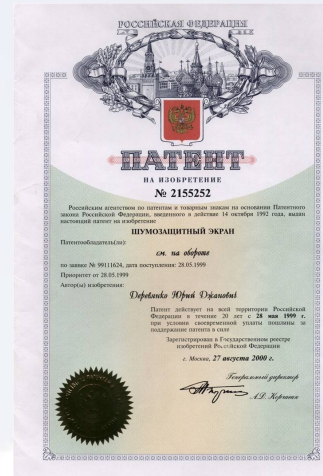 РОССИЙСКАЯ ФЕДЕРАЦИЯ
ПАТЕНТ
НА ИЗОБРЕТЕНИЕ
№ 2155252
Российским агентством по патентам и товарным знакам на основании Патентного
закона Российской Федерации, введенного в действие 14 октября 1992 года, выдан
настоящий патент на изобретение
ШУМОЗАЩИТНЫЙ ЭКРАН
Патентообладатель(ли):
см. на обороте
по заявке № 99111624, дата поступления: 28.05.1999
Приоритет от 28.05.1999
Автор(ы) изобретения:
Юрий
Патент действует на всей территории Российской
Федерации в течение 20 лет с 28 мая 1999 г.
при условии своевременной уплаты пошлины за
поддержание патента в силе
Зарегистрирован в Государственном реестре
изобретений Российской Федерации
г. Москва, 27 августа 2000 г.
Генеральный директор
А.Д. Корчагин